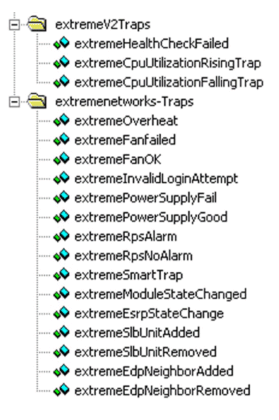 extremeV2Traps
extremeHealthCheckFailed
extremeCpuUtilizationRisingTrap
extremeCpuUtilizationFallingTrap
extremenetworks-Traps
extremeOverheat
extremeFanfailed
extremeFanOK
extremeInvalidLoginAttempt
extremePowerSupplyFail
extremePowerSupplyGood
extremeRpsAlarm
extremeRpsNoAlarm
extremeSmartTrap
extremeModuleStateChanged
extremeEsrpStateChange
extremeSlbUnitAdded
extremeSlbUnitRemoved
extremeEdpNeighborAdded
extremeEdpNeighborRemoved